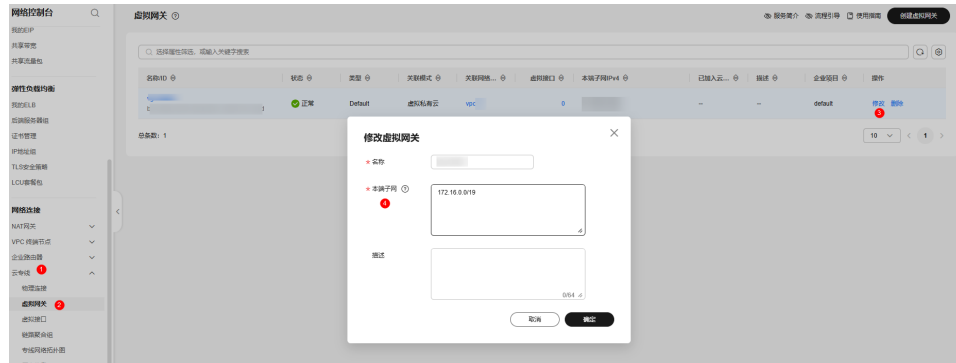 网络控制台
虚拟网关
服务简介 流程引导 使用指南 创建虚拟网关
我的EIP
共享带宽
共享流量包
选择属性筛选，或输入关键字搜索
名称/ID 状态 类型 关联模式 关联网络... 虚拟接口 本端子网IPv4 已加入云... 描述 企业项目 操作
正常 Default 虚拟私有云 vpc 0 -- -- default 修改 删除
3
总条数：1
10 < 1 >
弹性负载均衡
我的ELB
后端服务器组
证书管理
IP地址组
TLS安全策略
LCU套餐包
网络连接
NAT网关
VPC 终端节点
企业路由器
云专线 1
物理连接
虚拟网关 2
虚拟接口
链路聚合组
专线网络拓扑图
修改虚拟网关
* 名称
* 本端子网
4
172.16.0.0/19
描述
0/64
取消 确定